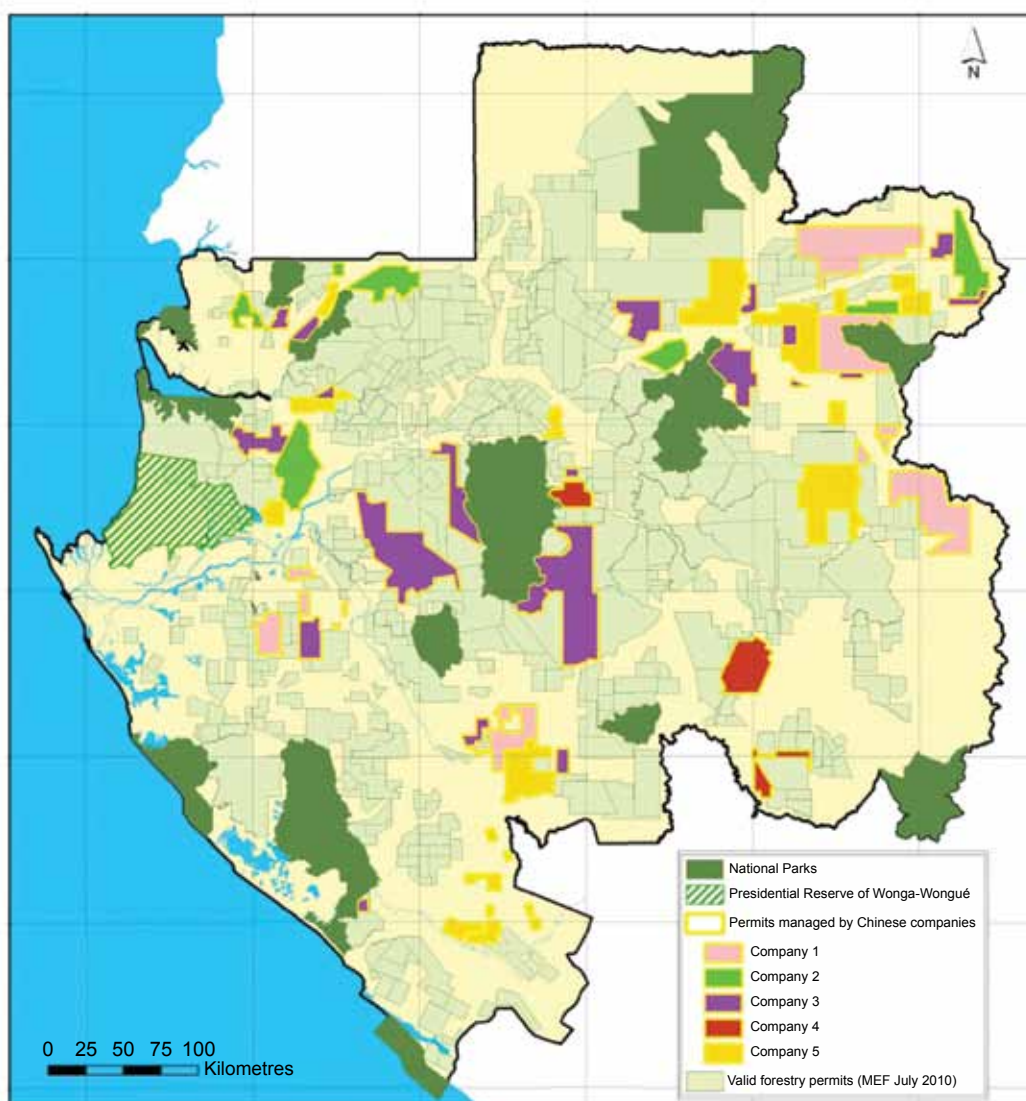 N
National Parks
Presidential Reserve of Wonga-Wongué
Permits managed by Chinese companies
Company 1
Company 2
Company 3
Company 4
Company 5
Valid forestry permits (MEF July 2010)
0 25 50 75 100
Kilometres